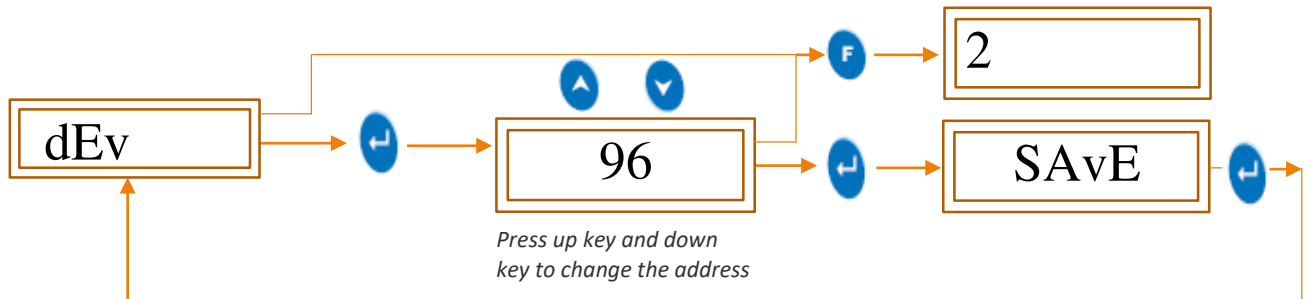 F
2
dEv
96
SAvE
Press up key and down
key to change the address